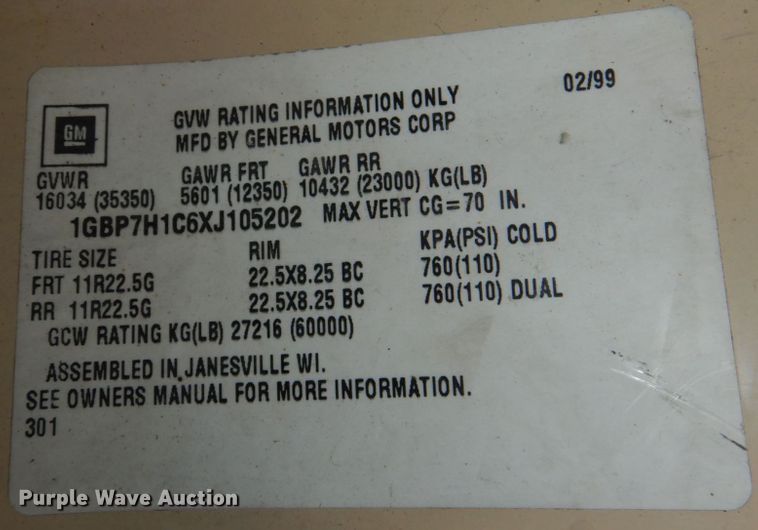 02/99
GM
GVW RATING INFORMATION ONLY
MFD BY GENERAL MOTORS CORP
GVWR GAWR FRT GAWR RR
16034 (35350) 5601 (12350) 10432 (23000) KG(LB)
1GBP7H1C6XJ105202 MAX VERT CG=70 IN.
TIRE SIZE RIM KPA(PSI) COLD
FRT 11R22.5G 22.5X8.25 BC 760(110)
RR 11R22.5G 22.5X8.25 BC 760(110) DUAL
GCW RATING KG(LB) 27216 (60000)
ASSEMBLED IN JANESVILLE WI.
SEE OWNERS MANUAL FOR MORE INFORMATION.
301
Purple Wave Auction